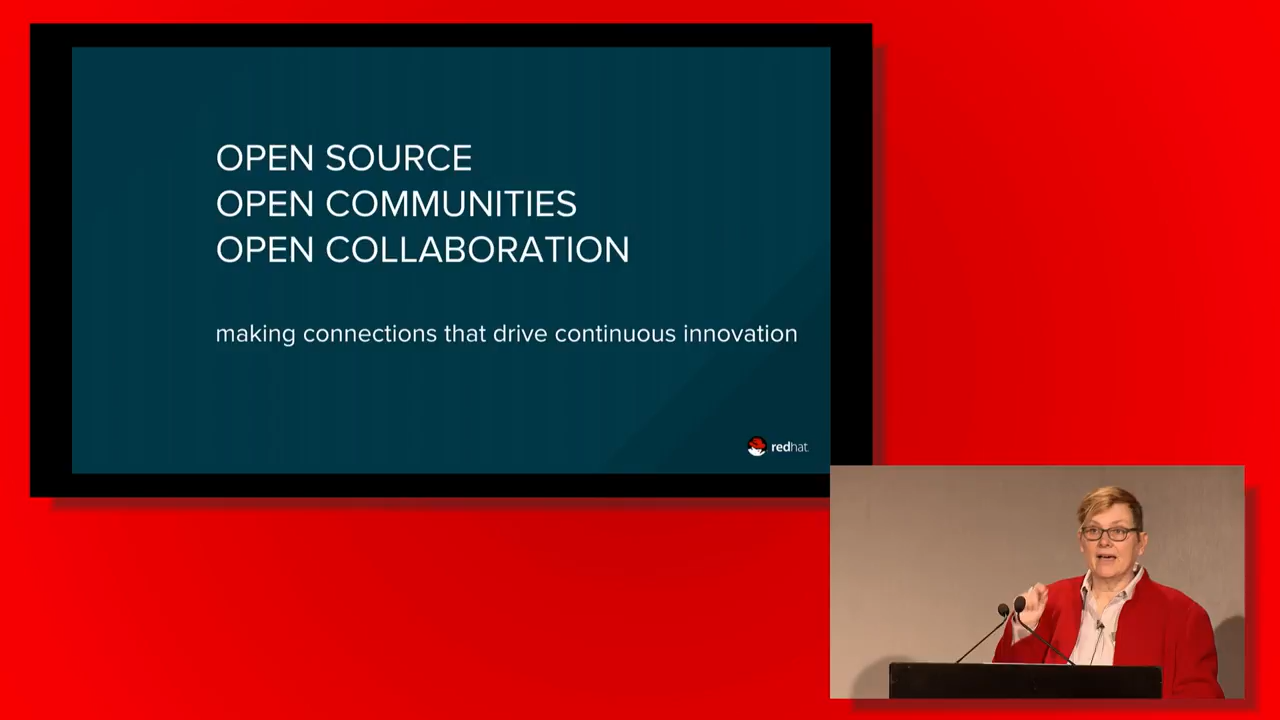 OPEN SOURCE
OPEN COMMUNITIES
OPEN COLLABORATION
making connections that drive continuous innovation
redhat.